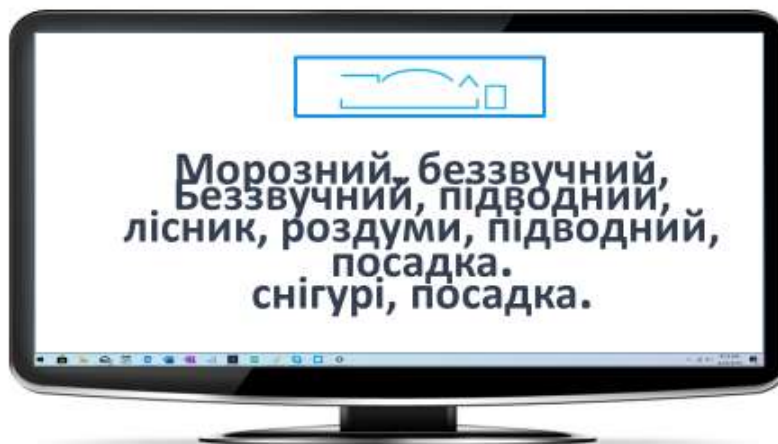 Морозний, беззвучний,
Беззвучний, підводний,
лісник, роздуми, підводний,
посадка.
снігурі, посадка.